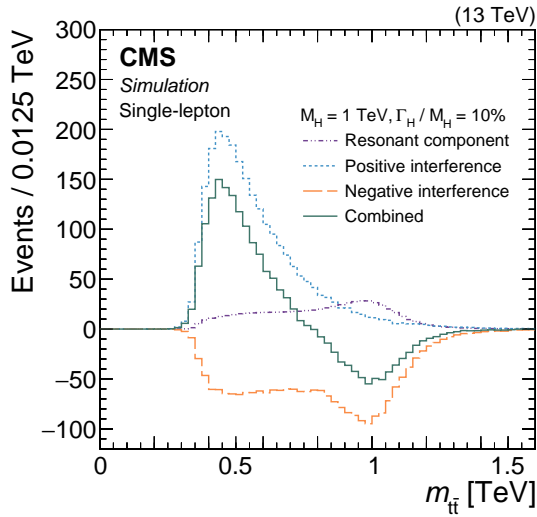 (13 TeV)
Events / 0.0125 TeV
300
250
200
150
100
50
0
−50
−100
CMS
Simulation
Single-lepton
M_H = 1 TeV, Γ_H / M_H = 10%
Resonant component
Positive interference
Negative interference
Combined
0 0.5 1 1.5
m_tt̄ [TeV]